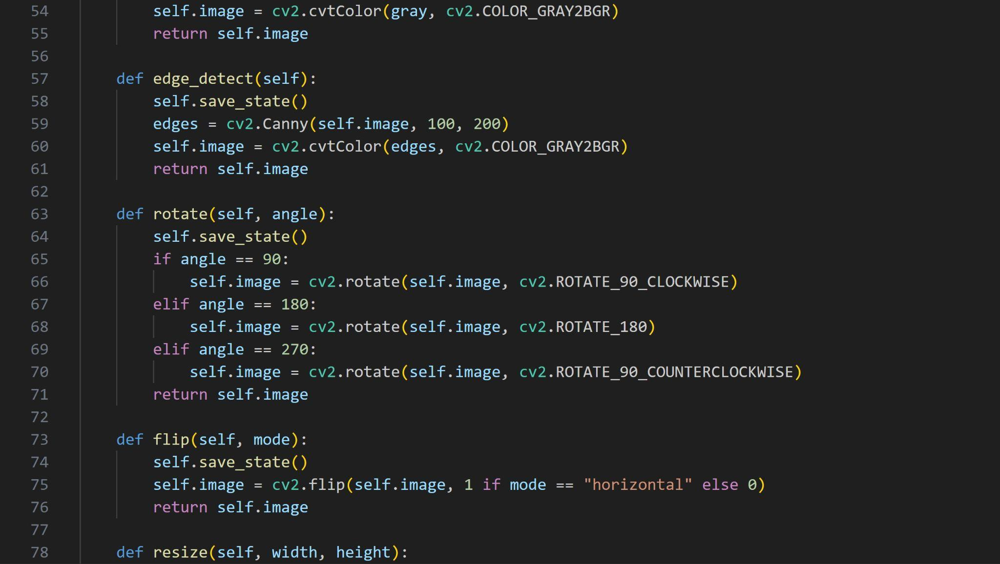 54 self.image = cv2.cvtColor(gray, cv2.COLOR_GRAY2BGR)
55 return self.image
56
57 def edge_detect(self):
58 self.save_state()
59 edges = cv2.Canny(self.image, 100, 200)
60 self.image = cv2.cvtColor(edges, cv2.COLOR_GRAY2BGR)
61 return self.image
62
63 def rotate(self, angle):
64 self.save_state()
65 if angle == 90:
66 self.image = cv2.rotate(self.image, cv2.ROTATE_90_CLOCKWISE)
67 elif angle == 180:
68 self.image = cv2.rotate(self.image, cv2.ROTATE_180)
69 elif angle == 270:
70 self.image = cv2.rotate(self.image, cv2.ROTATE_90_COUNTERCLOCKWISE)
71 return self.image
72
73 def flip(self, mode):
74 self.save_state()
75 self.image = cv2.flip(self.image, 1 if mode == "horizontal" else 0)
76 return self.image
77
78 def resize(self, width, height):